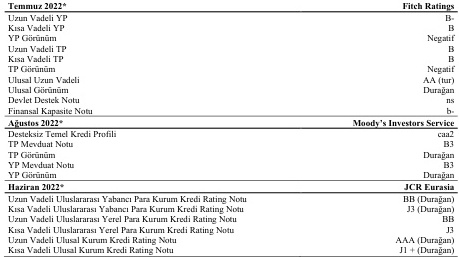 Temmuz 2022* Fitch Ratings
Uzun Vadeli YP B-
Kısa Vadeli YP B
YP Görünüm Negatif
Uzun Vadeli TP B
Kısa Vadeli TP B
TP Görünüm Negatif
Ulusal Uzun Vadeli AA (tur)
Ulusal Görünüm Durağan
Devlet Destek Notu ns
Finansal Kapasite Notu b-
Ağustos 2022* Moody's Investors Service
Desteksiz Temel Kredi Profili caa2
TP Mevduat Notu B3
TP Görünüm Durağan
YP Mevduat Notu B3
YP Görünüm Durağan
Haziran 2022* JCR Eurasia
Uzun Vadeli Uluslararası Yabancı Para Kurum Kredi Rating Notu BB (Durağan)
Kısa Vadeli Uluslararası Yabancı Para Kurum Kredi Rating Notu J3 (Durağan)
Uzun Vadeli Uluslararası Yerel Para Kurum Kredi Rating Notu BB
Kısa Vadeli Uluslararası Yerel Para Kurum Kredi Rating Notu J3
Uzun Vadeli Ulusal Kurum Kredi Rating Notu AAA (Durağan)
Kısa Vadeli Ulusal Kurum Kredi Rating Notu J1 + (Durağan)